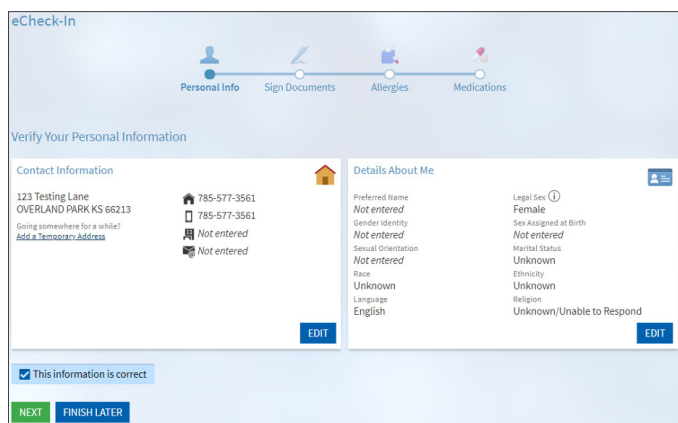 eCheck-In
Personal Info
Sign Documents
Allergies
Medications
Verify Your Personal Information
Contact Information
123 Testing Lane
OVERLAND PARK KS 66213
Going somewhere for a while?
Add a Temporary Address
785-577-3561
785-577-3561
Not entered
Not entered
EDIT
Details About Me
Preferred Name
Not entered
Gender Identity
Not entered
Sexual Orientation
Not entered
Race
Unknown
Language
English
Legal Sex
Female
Sex Assigned at Birth
Not entered
Marital Status
Unknown
Ethnicity
Unknown
Religion
Unknown/Unable to Respond
EDIT
This information is correct
NEXT
FINISH LATER